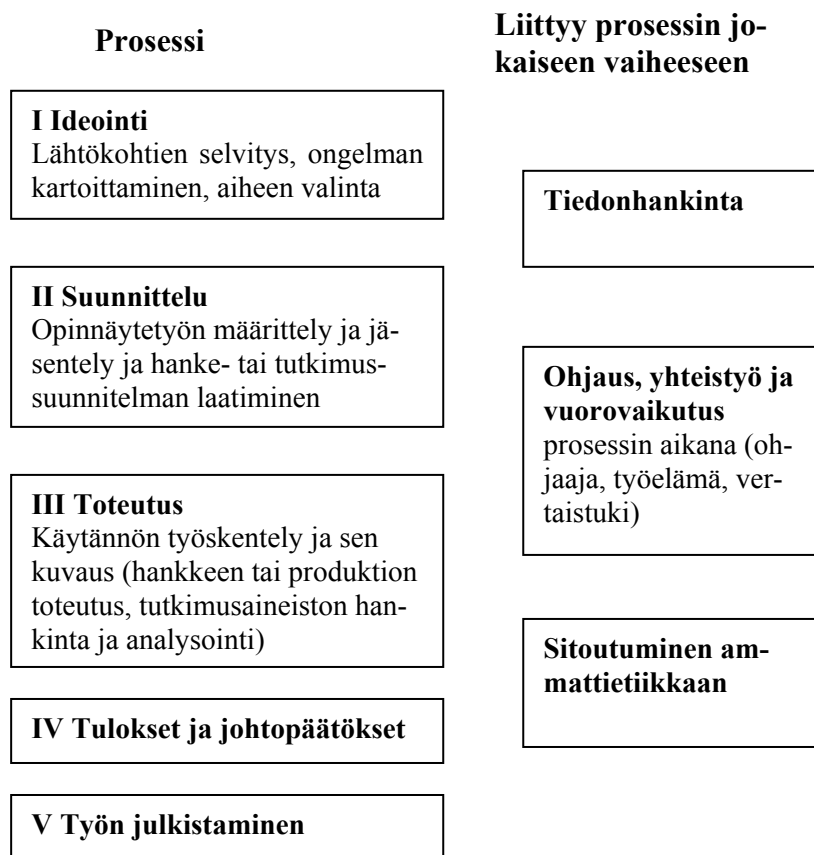 Prosessi
I Ideointi
Lähtökohtien selvitys, ongelman
kartoittaminen, aiheen valinta
II Suunnittelu
Opinnäytetyön määrittely ja jä-
sentely ja hanke- tai tutkimus-
suunnitelman laatiminen
III Toteutus
Käytännön työskentely ja sen
kuvaus (hankkeen tai produktion
toteutus, tutkimusaineiston han-
kinta ja analysointi)
IV Tulokset ja johtopäätökset
V Työn julkistaminen
Liittyy prosessin jo-
kaiseen vaiheeseen
Tiedonhankinta
Ohjaus, yhteistyö ja
vuorovaikutus
prosessin aikana (oh-
jaaja, työelämä, ver-
taistuki)
Sitoutuminen am-
mattietiikkaan